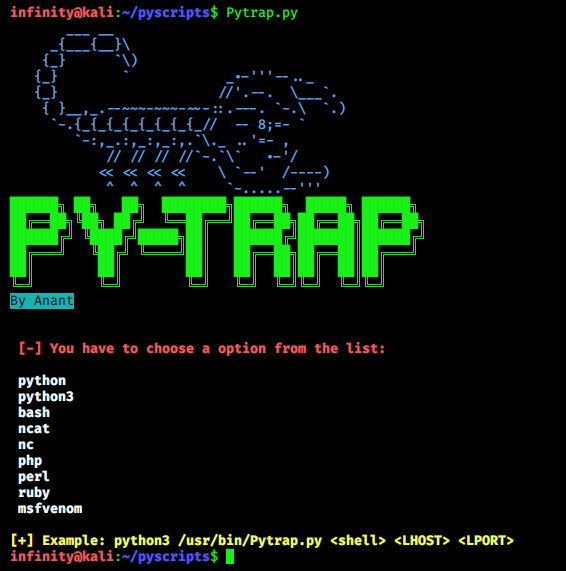 infinity@kali:~/pyscripts$ Pytrap.py
PY-TRAP
By Anant
[-] You have to choose a option from the list:
python
python3
bash
ncat
nc
php
perl
ruby
msfvenom
[+] Example: python3 /usr/bin/Pytrap.py <shell> <LHOST> <LPORT>
infinity@kali:~/pyscripts$